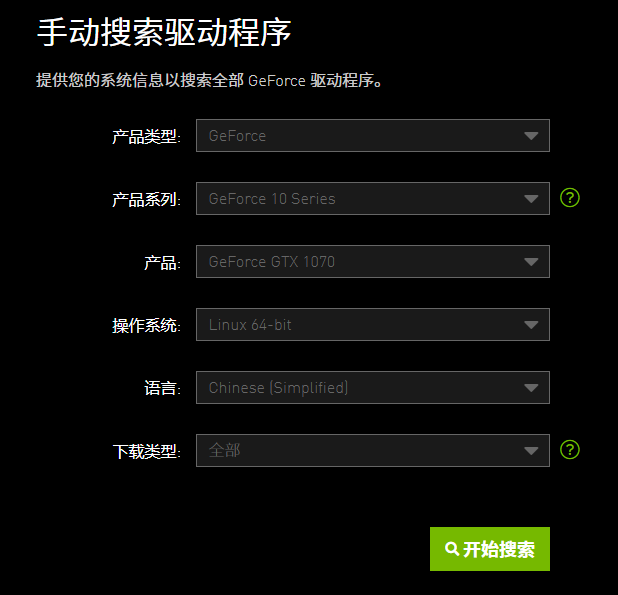 手动搜索驱动程序
提供您的系统信息以搜索全部 GeForce 驱动程序。
产品类型: GeForce
产品系列: GeForce 10 Series ?
产品: GeForce GTX 1070
操作系统: Linux 64-bit
语言: Chinese (Simplified)
下载类型: 全部 ?
开始搜索